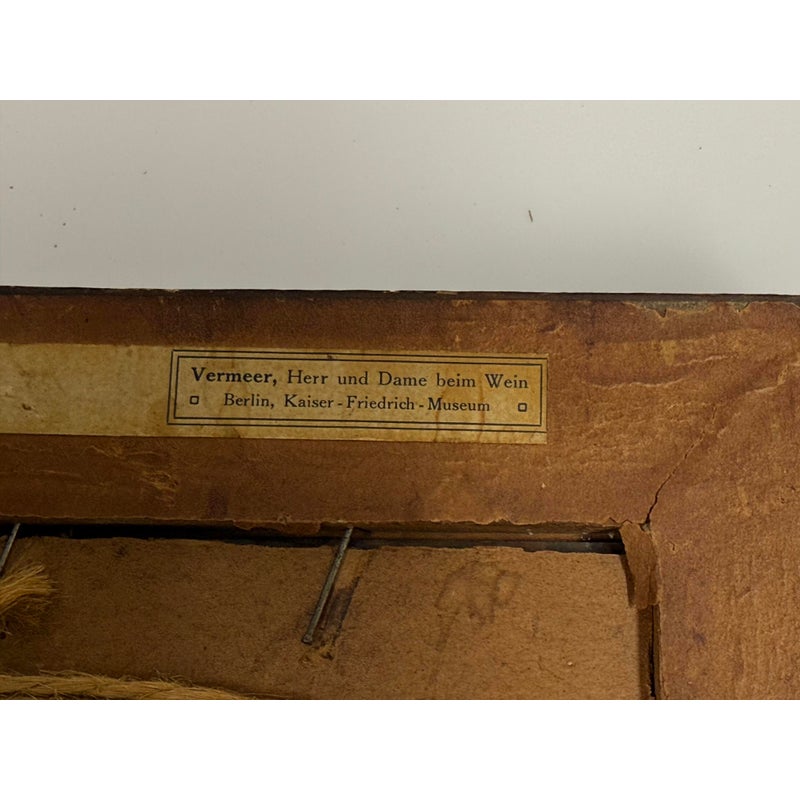 Vermeer, Herr und Dame beim Wein
Berlin, Kaiser-Friedrich-Museum